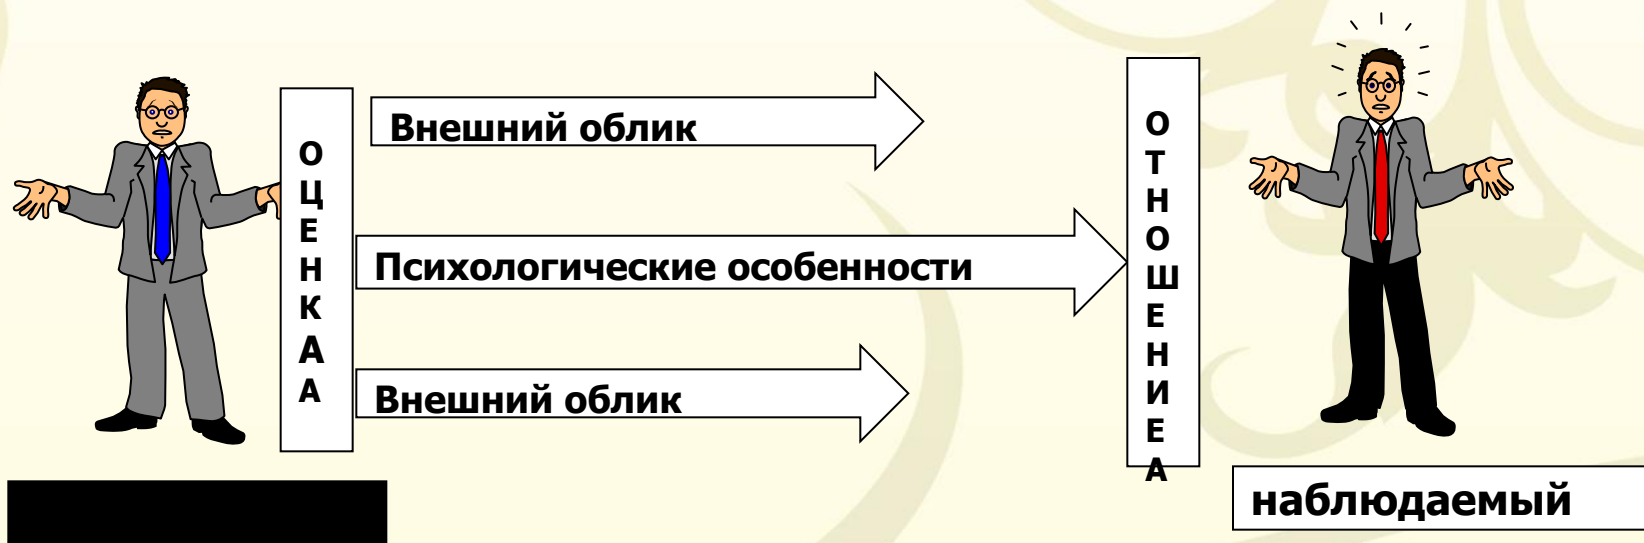 ОЦЕНКАА
Внешний облик
Психологические особенности
Внешний облик
ОТНОШЕНИЕА
наблюдаемый